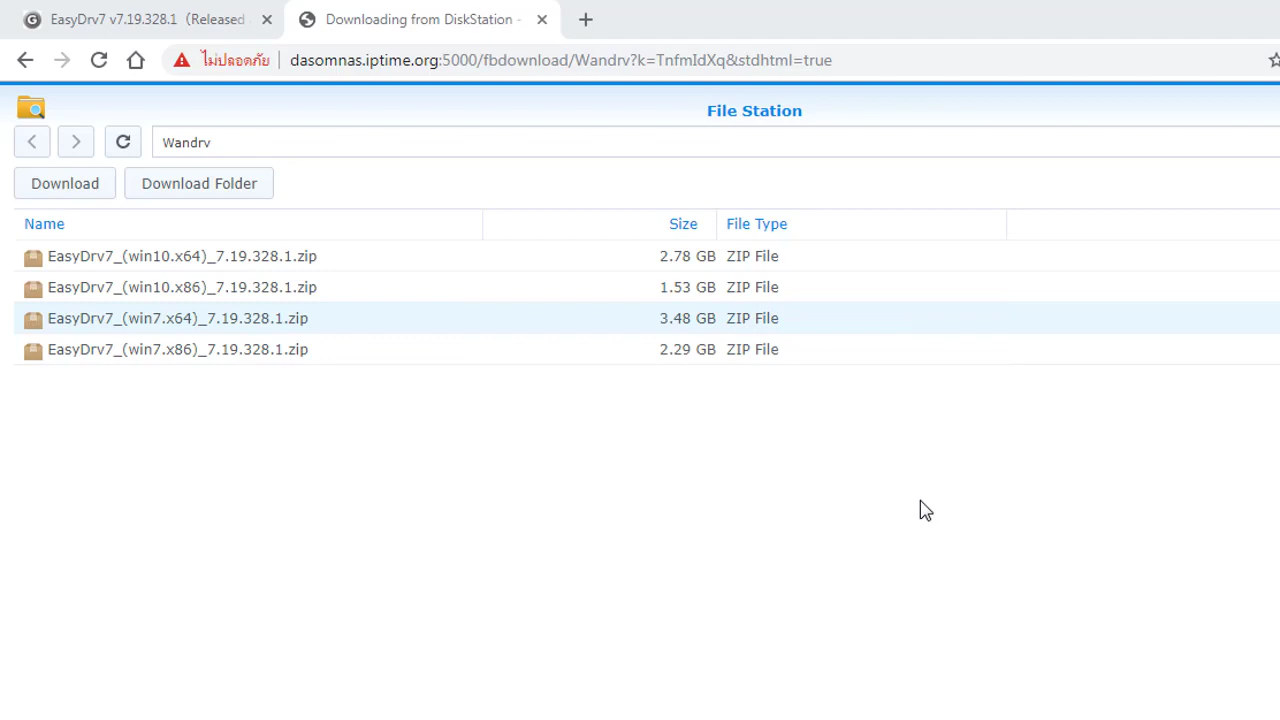 EasyDrv7 v7.19.328.1（Released
Downloading from DiskStation -
ไม่ปลอดภัย
dasomnas.iptime.org:5000/fbdownload/Wandrv?k=TnfmIdXq&stdhtml=true
File Station
Wandrv
Download
Download Folder
Name Size File Type
EasyDrv7_(win10.x64)_7.19.328.1.zip 2.78 GB ZIP File
EasyDrv7_(win10.x86)_7.19.328.1.zip 1.53 GB ZIP File
EasyDrv7_(win7.x64)_7.19.328.1.zip 3.48 GB ZIP File
EasyDrv7_(win7.x86)_7.19.328.1.zip 2.29 GB ZIP File